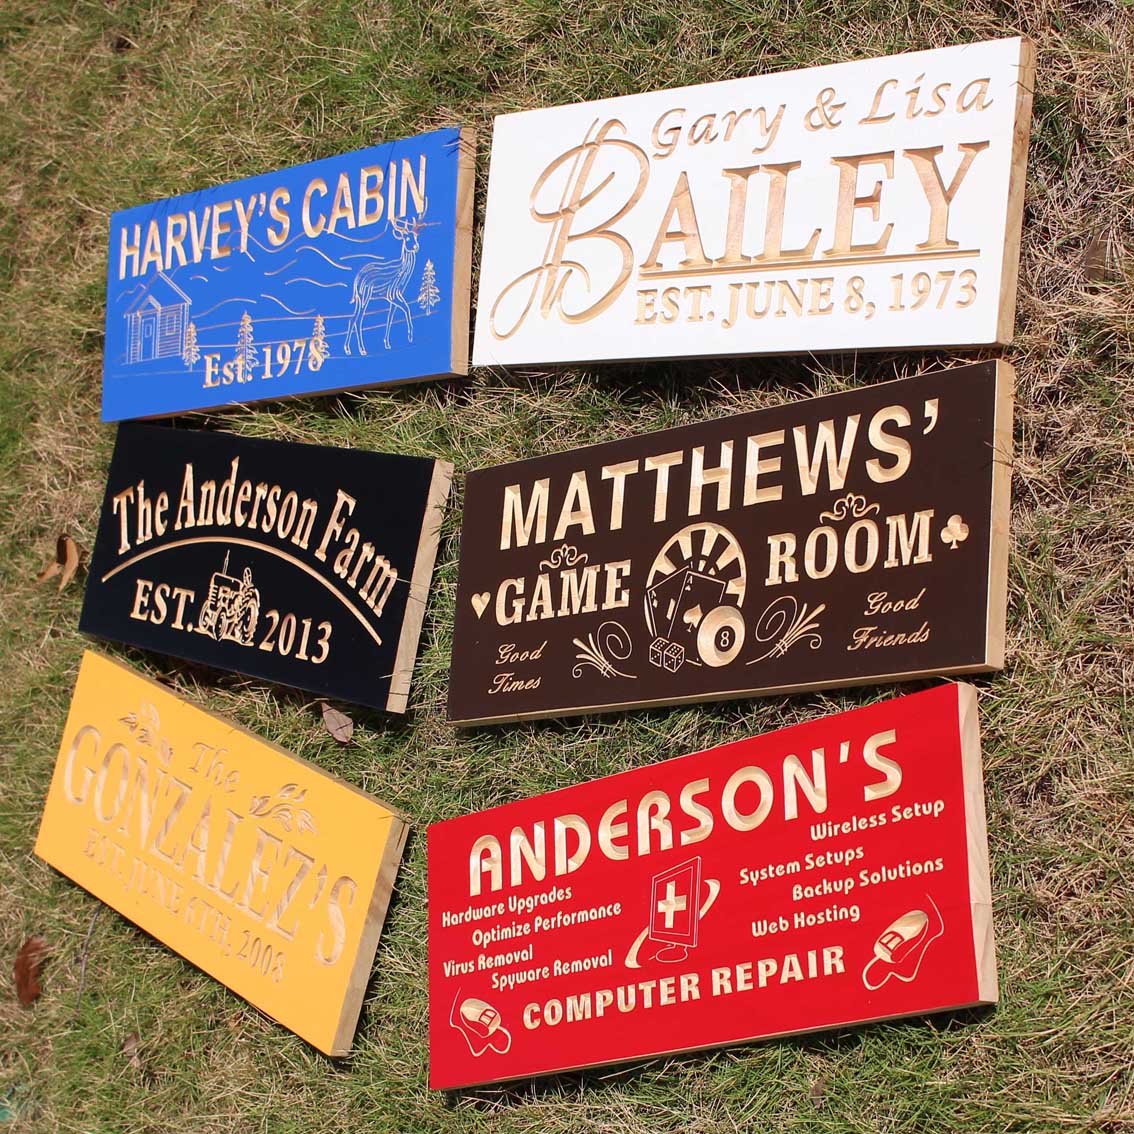 HARVEY'S CABIN
Est. 1978
Gary & Lisa
BAILEY
EST. JUNE 8, 1973
The Anderson Farm
EST. 2013
MATTHEWS'
GAME ROOM
Good
Times
8
Good
Friends
The
GONZALEZ'S
EST. JUNE 6TH, 2008
ANDERSON'S
Hardware Upgrades
Optimize Performance
Virus Removal
Spyware Removal
Wireless Setup
System Setups
Backup Solutions
Web Hosting
COMPUTER REPAIR